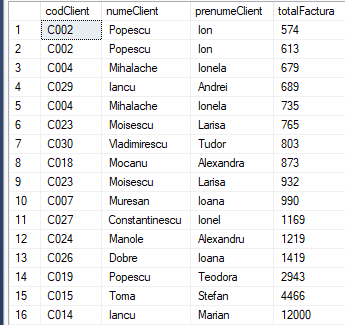 codClient numeClient prenumeClient totalFactura
1 C002 Popescu Ion 574
2 C002 Popescu Ion 613
3 C004 Mihalache Ionela 679
4 C029 Iancu Andrei 689
5 C004 Mihalache Ionela 735
6 C023 Moisescu Larisa 765
7 C030 Vladimirescu Tudor 803
8 C018 Mocanu Alexandra 873
9 C023 Moisescu Larisa 932
10 C007 Muresan Ioana 990
11 C027 Constantinescu Ionel 1169
12 C024 Manole Alexandru 1219
13 C026 Dobre Ioana 1419
14 C019 Popescu Teodora 2943
15 C015 Toma Stefan 4466
16 C014 Iancu Marian 12000